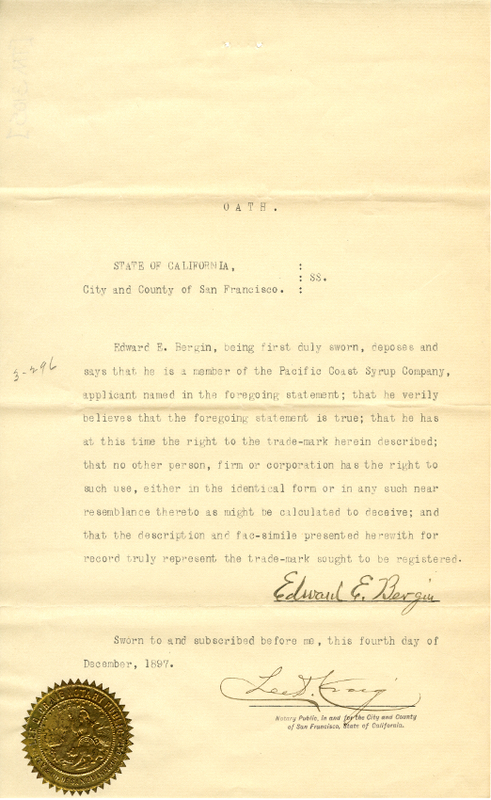 OATH.
STATE OF CALIFORNIA, :
: SS.
City and County of San Francisco. :
Edward E. Bergin, being first duly sworn, deposes and
says that he is a member of the Pacific Coast Syrup Company,
applicant named in the foregoing statement; that he verily
believes that the foregoing statement is true; that he has
at this time the right to the trade-mark herein described;
that no other person, firm or corporation has the right to
such use, either in the identical form or in any such near
resemblance thereto as might be calculated to deceive; and
that the description and fac-simile presented herewith for
record truly represent the trade-mark sought to be registered.
3-296
Edward E. Bergin
Sworn to and subscribed before me, this fourth day of
December, 1897.
Lee D. Craig
Notary Public, in and for the City and County
of San Francisco, State of California.